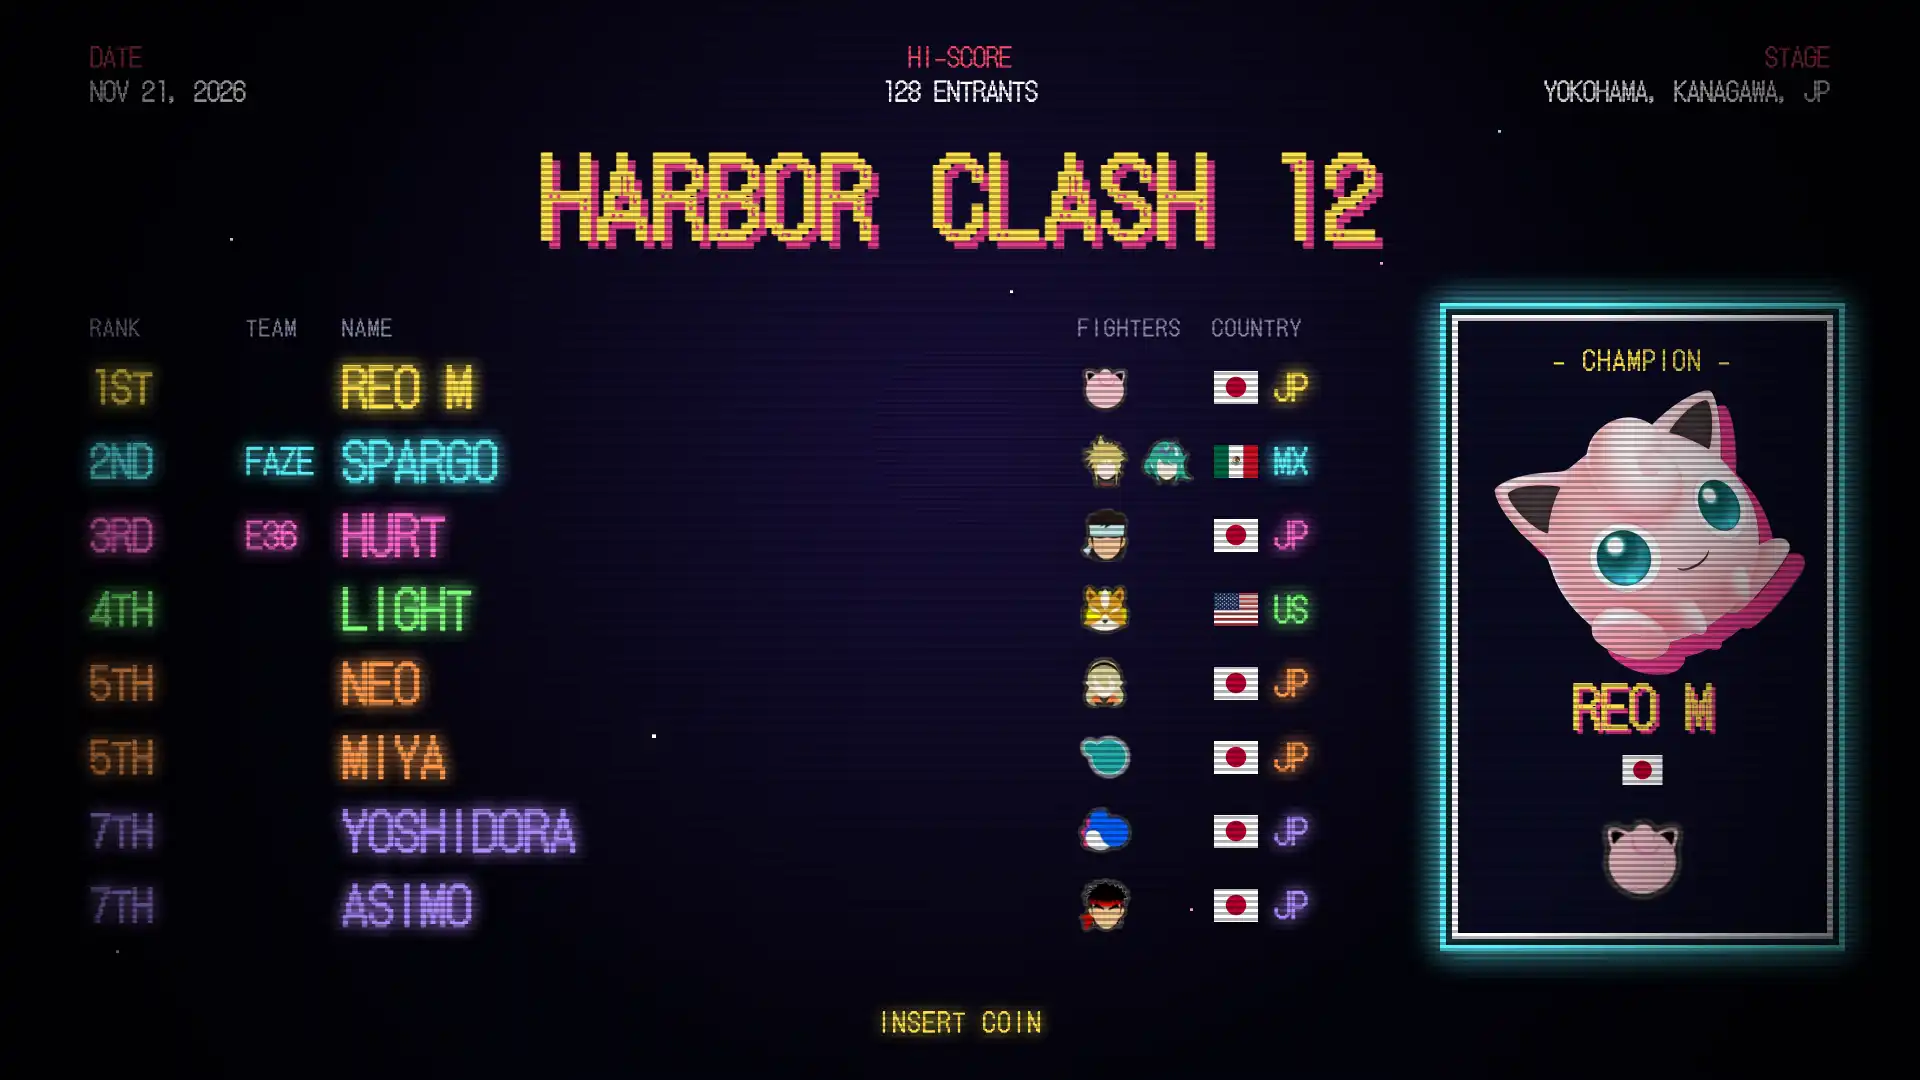 DATE
NOV 21, 2026
HI-SCORE
128 ENTRANTS
STAGE
YOKOHAMA, KANAGAWA, JP
HARBOR CLASH 12
RANK TEAM NAME FIGHTERS COUNTRY
1ST REO M JP
2ND FAZE SPARGO MX
3RD E36 HURT JP
4TH LIGHT US
5TH NEO JP
5TH MIYA JP
7TH YOSHIDORA JP
7TH ASIMO JP
- CHAMPION -
REO M
INSERT COIN